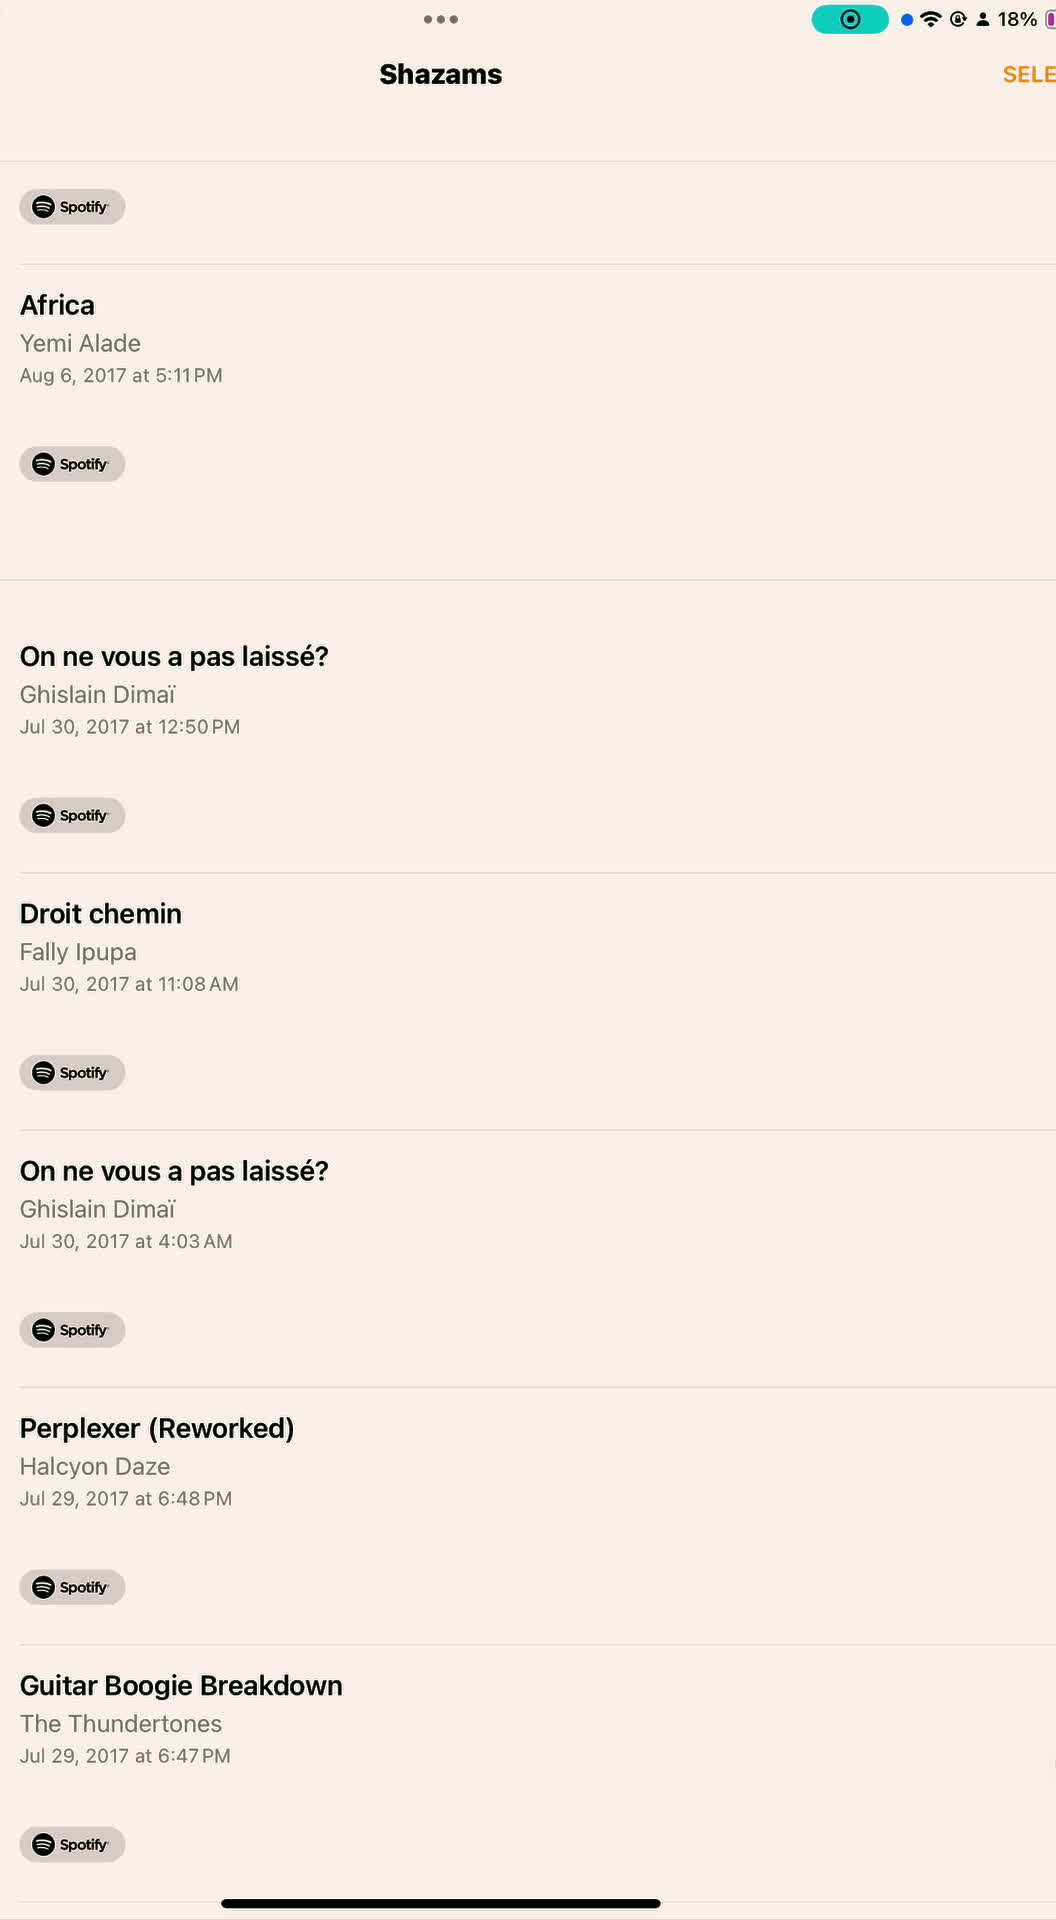 18%
Shazams
SELE
Spotify
Africa
Yemi Alade
Aug 6, 2017 at 5:11 PM
Spotify
On ne vous a pas laissé?
Ghislain Dimaï
Jul 30, 2017 at 12:50 PM
Spotify
Droit chemin
Fally Ipupa
Jul 30, 2017 at 11:08 AM
Spotify
On ne vous a pas laissé?
Ghislain Dimaï
Jul 30, 2017 at 4:03 AM
Spotify
Perplexer (Reworked)
Halcyon Daze
Jul 29, 2017 at 6:48 PM
Spotify
Guitar Boogie Breakdown
The Thundertones
Jul 29, 2017 at 6:47 PM
Spotify